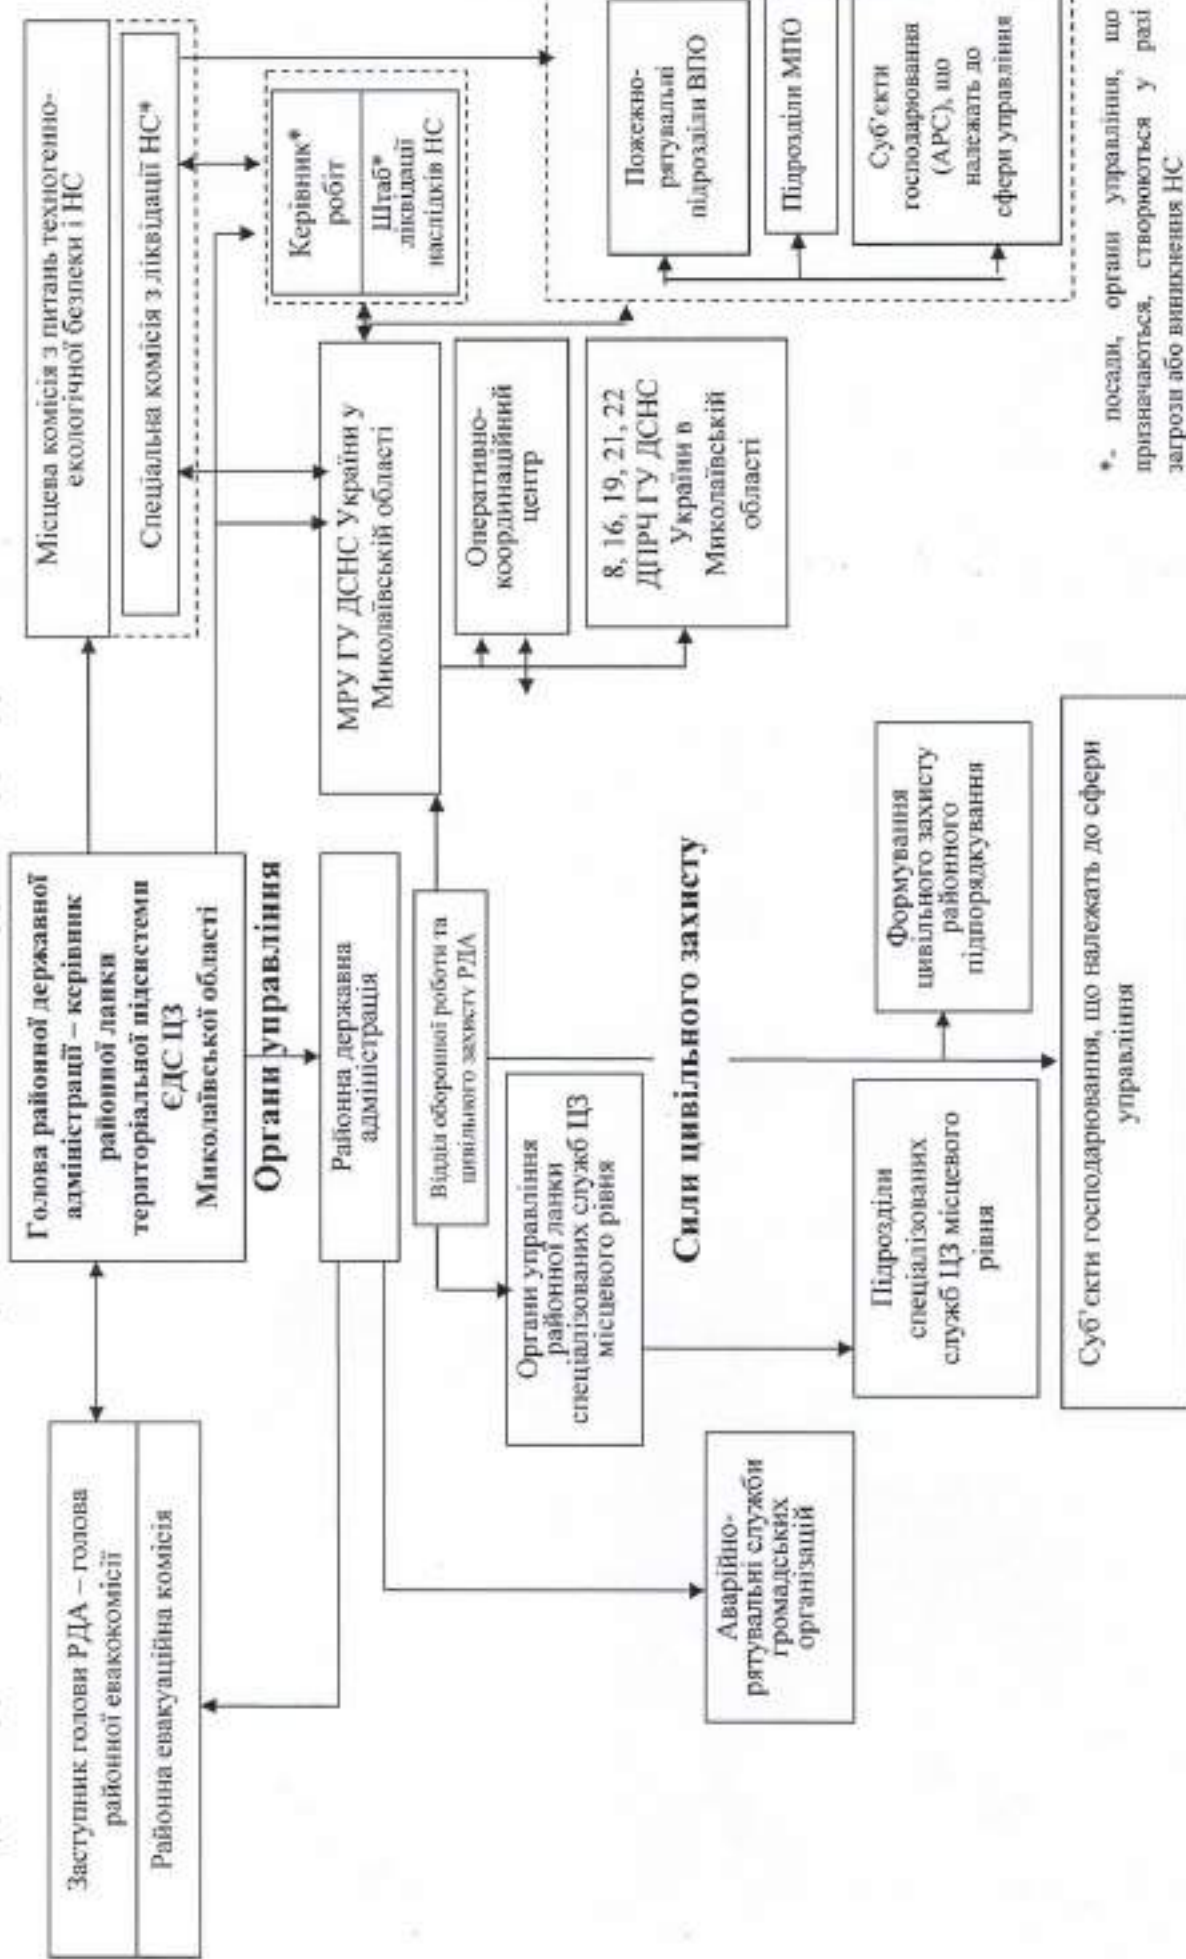 Заступник голови РДА – голова
районної евакокомісії
Районна евакуаційна комісія
Голова районної державної
адміністрації – керівник
районної ланки
територіальної підсистеми
ЄДС ЦЗ
Миколаївської області
Місцева комісія з питань техногенно-
екологічної безпеки і НС
Спеціальна комісія з ліквідації НС*
Органи управління
Керівник*
робіт
Штаб*
ліквідації
наслідків НС
Районна державна
адміністрація
МРУ ГУ ДСНС України у
Миколаївській області
Відділ оборонної роботи та
цивільного захисту РДА
Оперативно-
координаційний
центр
Органи управління
районної ланки
спеціалізованих служб ЦЗ
місцевого рівня
8, 16, 19, 21, 22
ДПРЧ ГУ ДСНС
України в
Миколаївській
області
Пожежно-
рятувальні
підрозділи ВПО
Підрозділи МПО
Суб'єкти
господарювання
(АРС), що
належать до
сфери управління
Сили цивільного захисту
Аварійно-
рятувальні служби
громадських
організацій
Підрозділи
спеціалізованих
служб ЦЗ місцевого
рівня
Формування
цивільного захисту
районного
підпорядкування
Суб'єкти господарювання, що належать до сфери
управління
*- посади, органи управління, що
призначаються, створюються у разі
загрози або виникнення НС